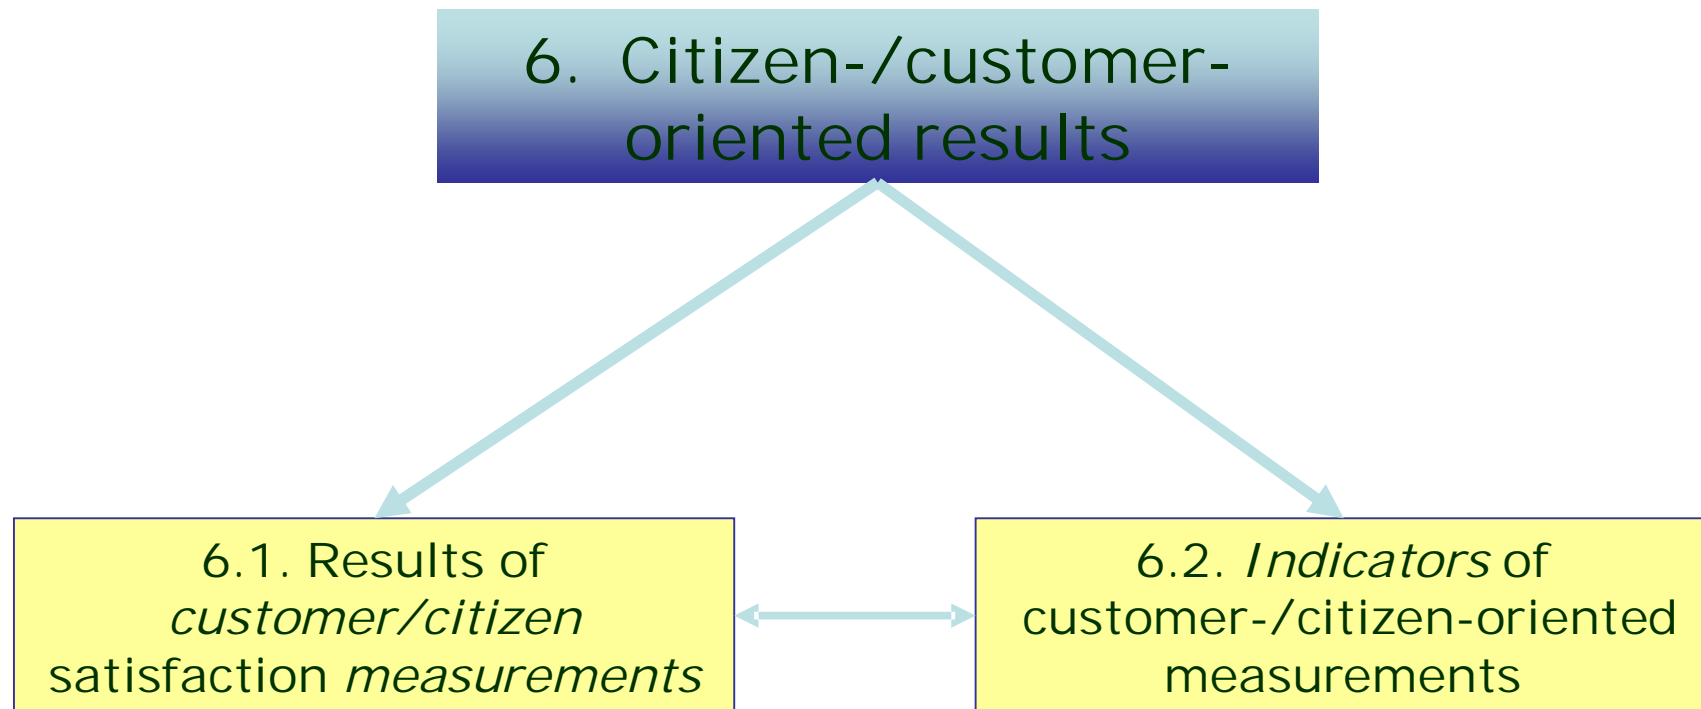 6. Citizen-/customer-
oriented results
6.1. Results of
customer/citizen
satisfaction measurements
6.2. Indicators of
customer-/citizen-oriented
measurements